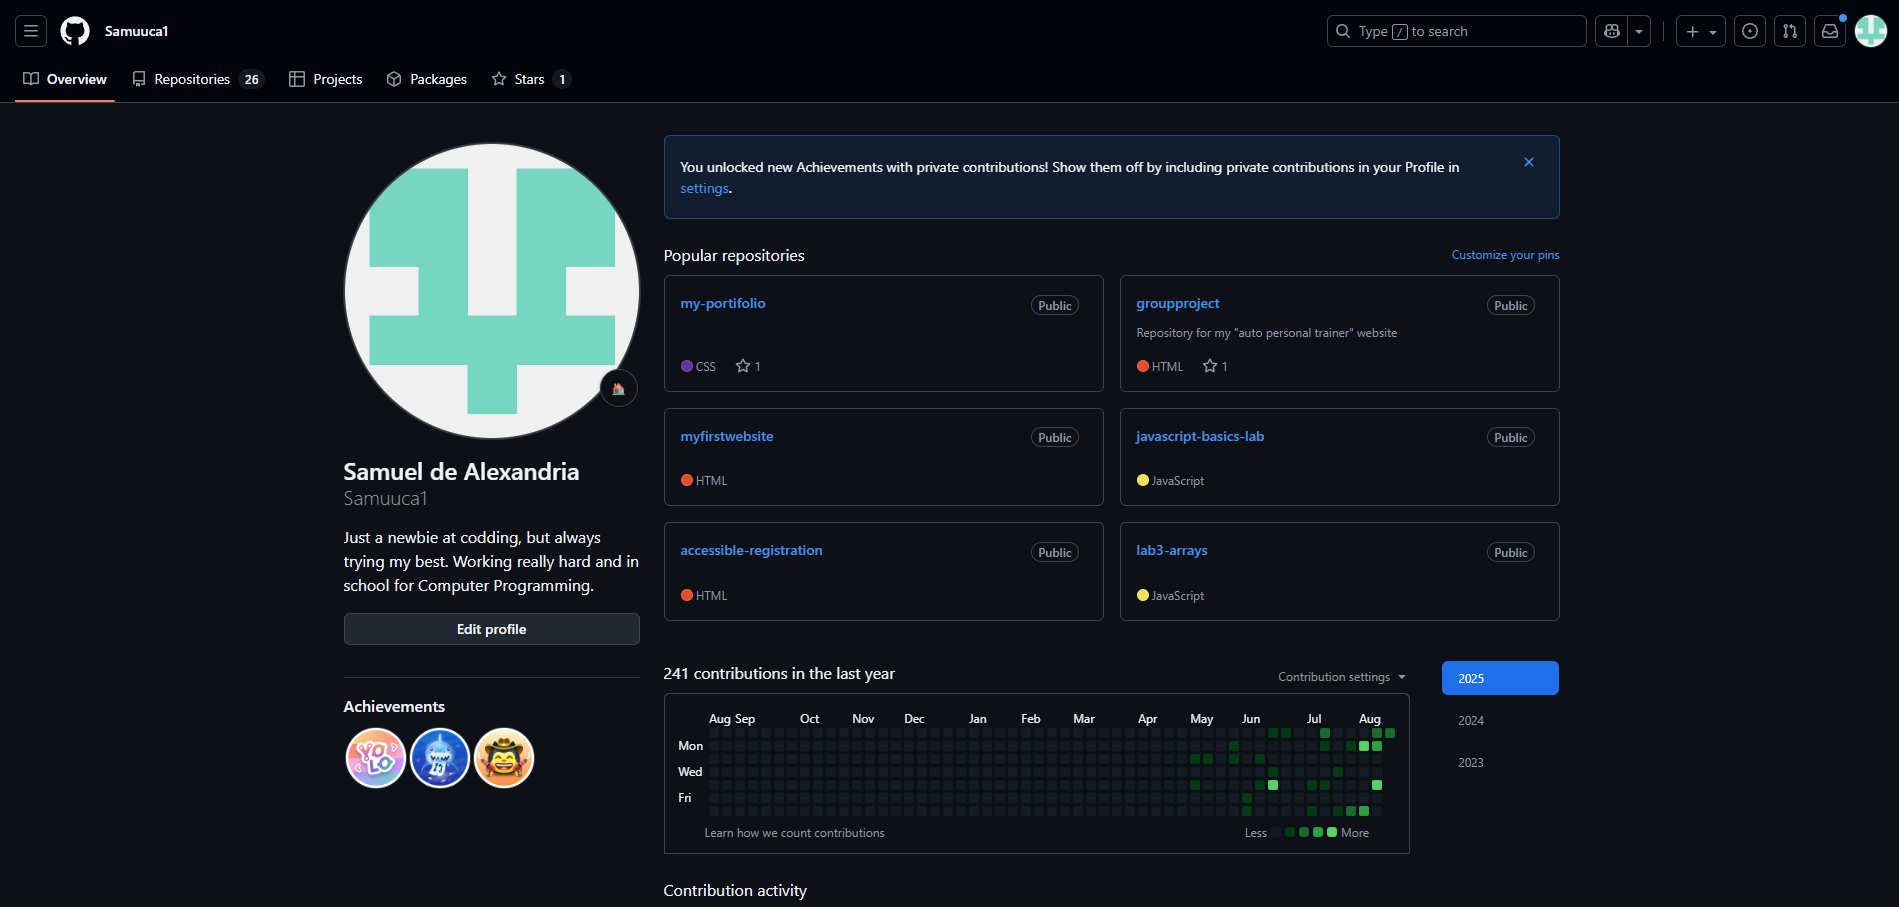 Samuuca1
Type / to search
Overview
Repositories 26
Projects
Packages
Stars 1
You unlocked new Achievements with private contributions! Show them off by including private contributions in your Profile in
settings.
Popular repositories
Customize your pins
my-portifolio
Public
CSS
1
groupproject
Public
Repository for my "auto personal trainer" website
HTML
1
myfirstwebsite
Public
HTML
javascript-basics-lab
Public
JavaScript
accessible-registration
Public
HTML
lab3-arrays
Public
JavaScript
Samuel de Alexandria
Samuuca1
Just a newbie at codding, but always
trying my best. Working really hard and in
school for Computer Programming.
Edit profile
Achievements
YOLO
241 contributions in the last year
Contribution settings
2025
2024
2023
Aug Sep Oct Nov Dec Jan Feb Mar Apr May Jun Jul Aug
Mon
Wed
Fri
Learn how we count contributions
Less
More
Contribution activity